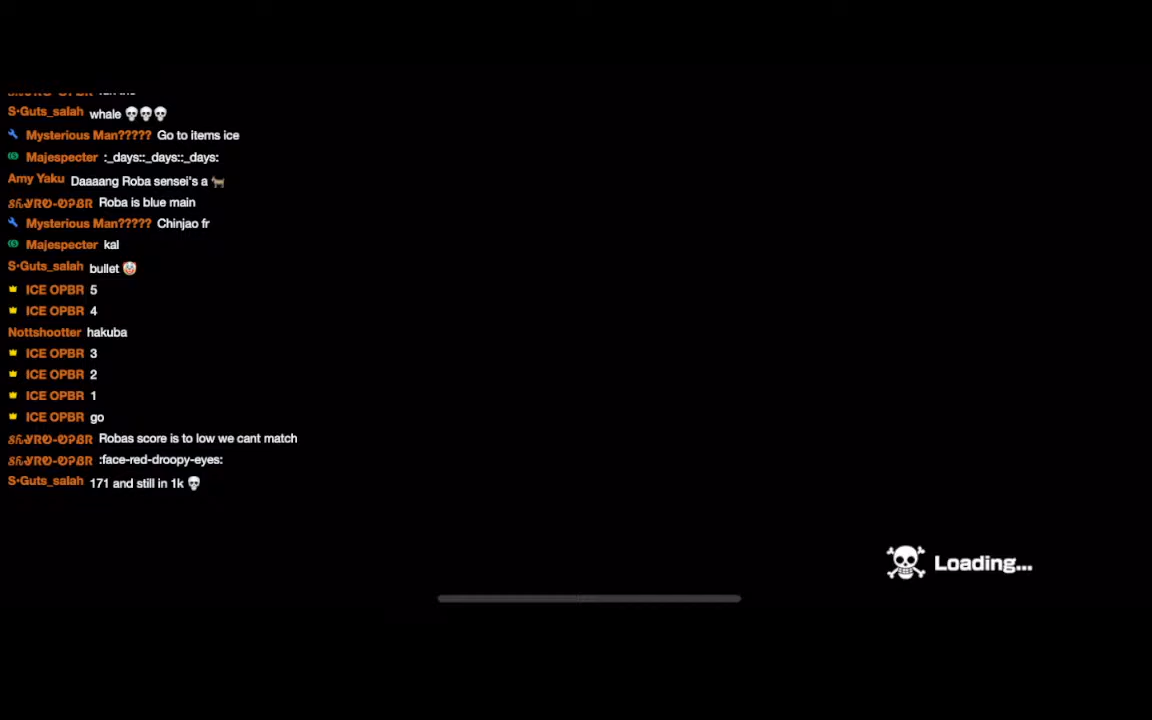 S·Guts_salah whale 💀💀💀
Mysterious Man????? Go to items ice
Majespecter :_days::_days::_days:
Amy Yaku Daaaang Roba sensei's a 🐐
Roba is blue main
Mysterious Man????? Chinjao fr
Majespecter kal
S·Guts_salah bullet 🤡
ICE OPBR 5
ICE OPBR 4
Nottshootter hakuba
ICE OPBR 3
ICE OPBR 2
ICE OPBR 1
ICE OPBR go
Robas score is to low we cant match
:face-red-droopy-eyes:
S·Guts_salah 171 and still in 1k 💀
Loading...